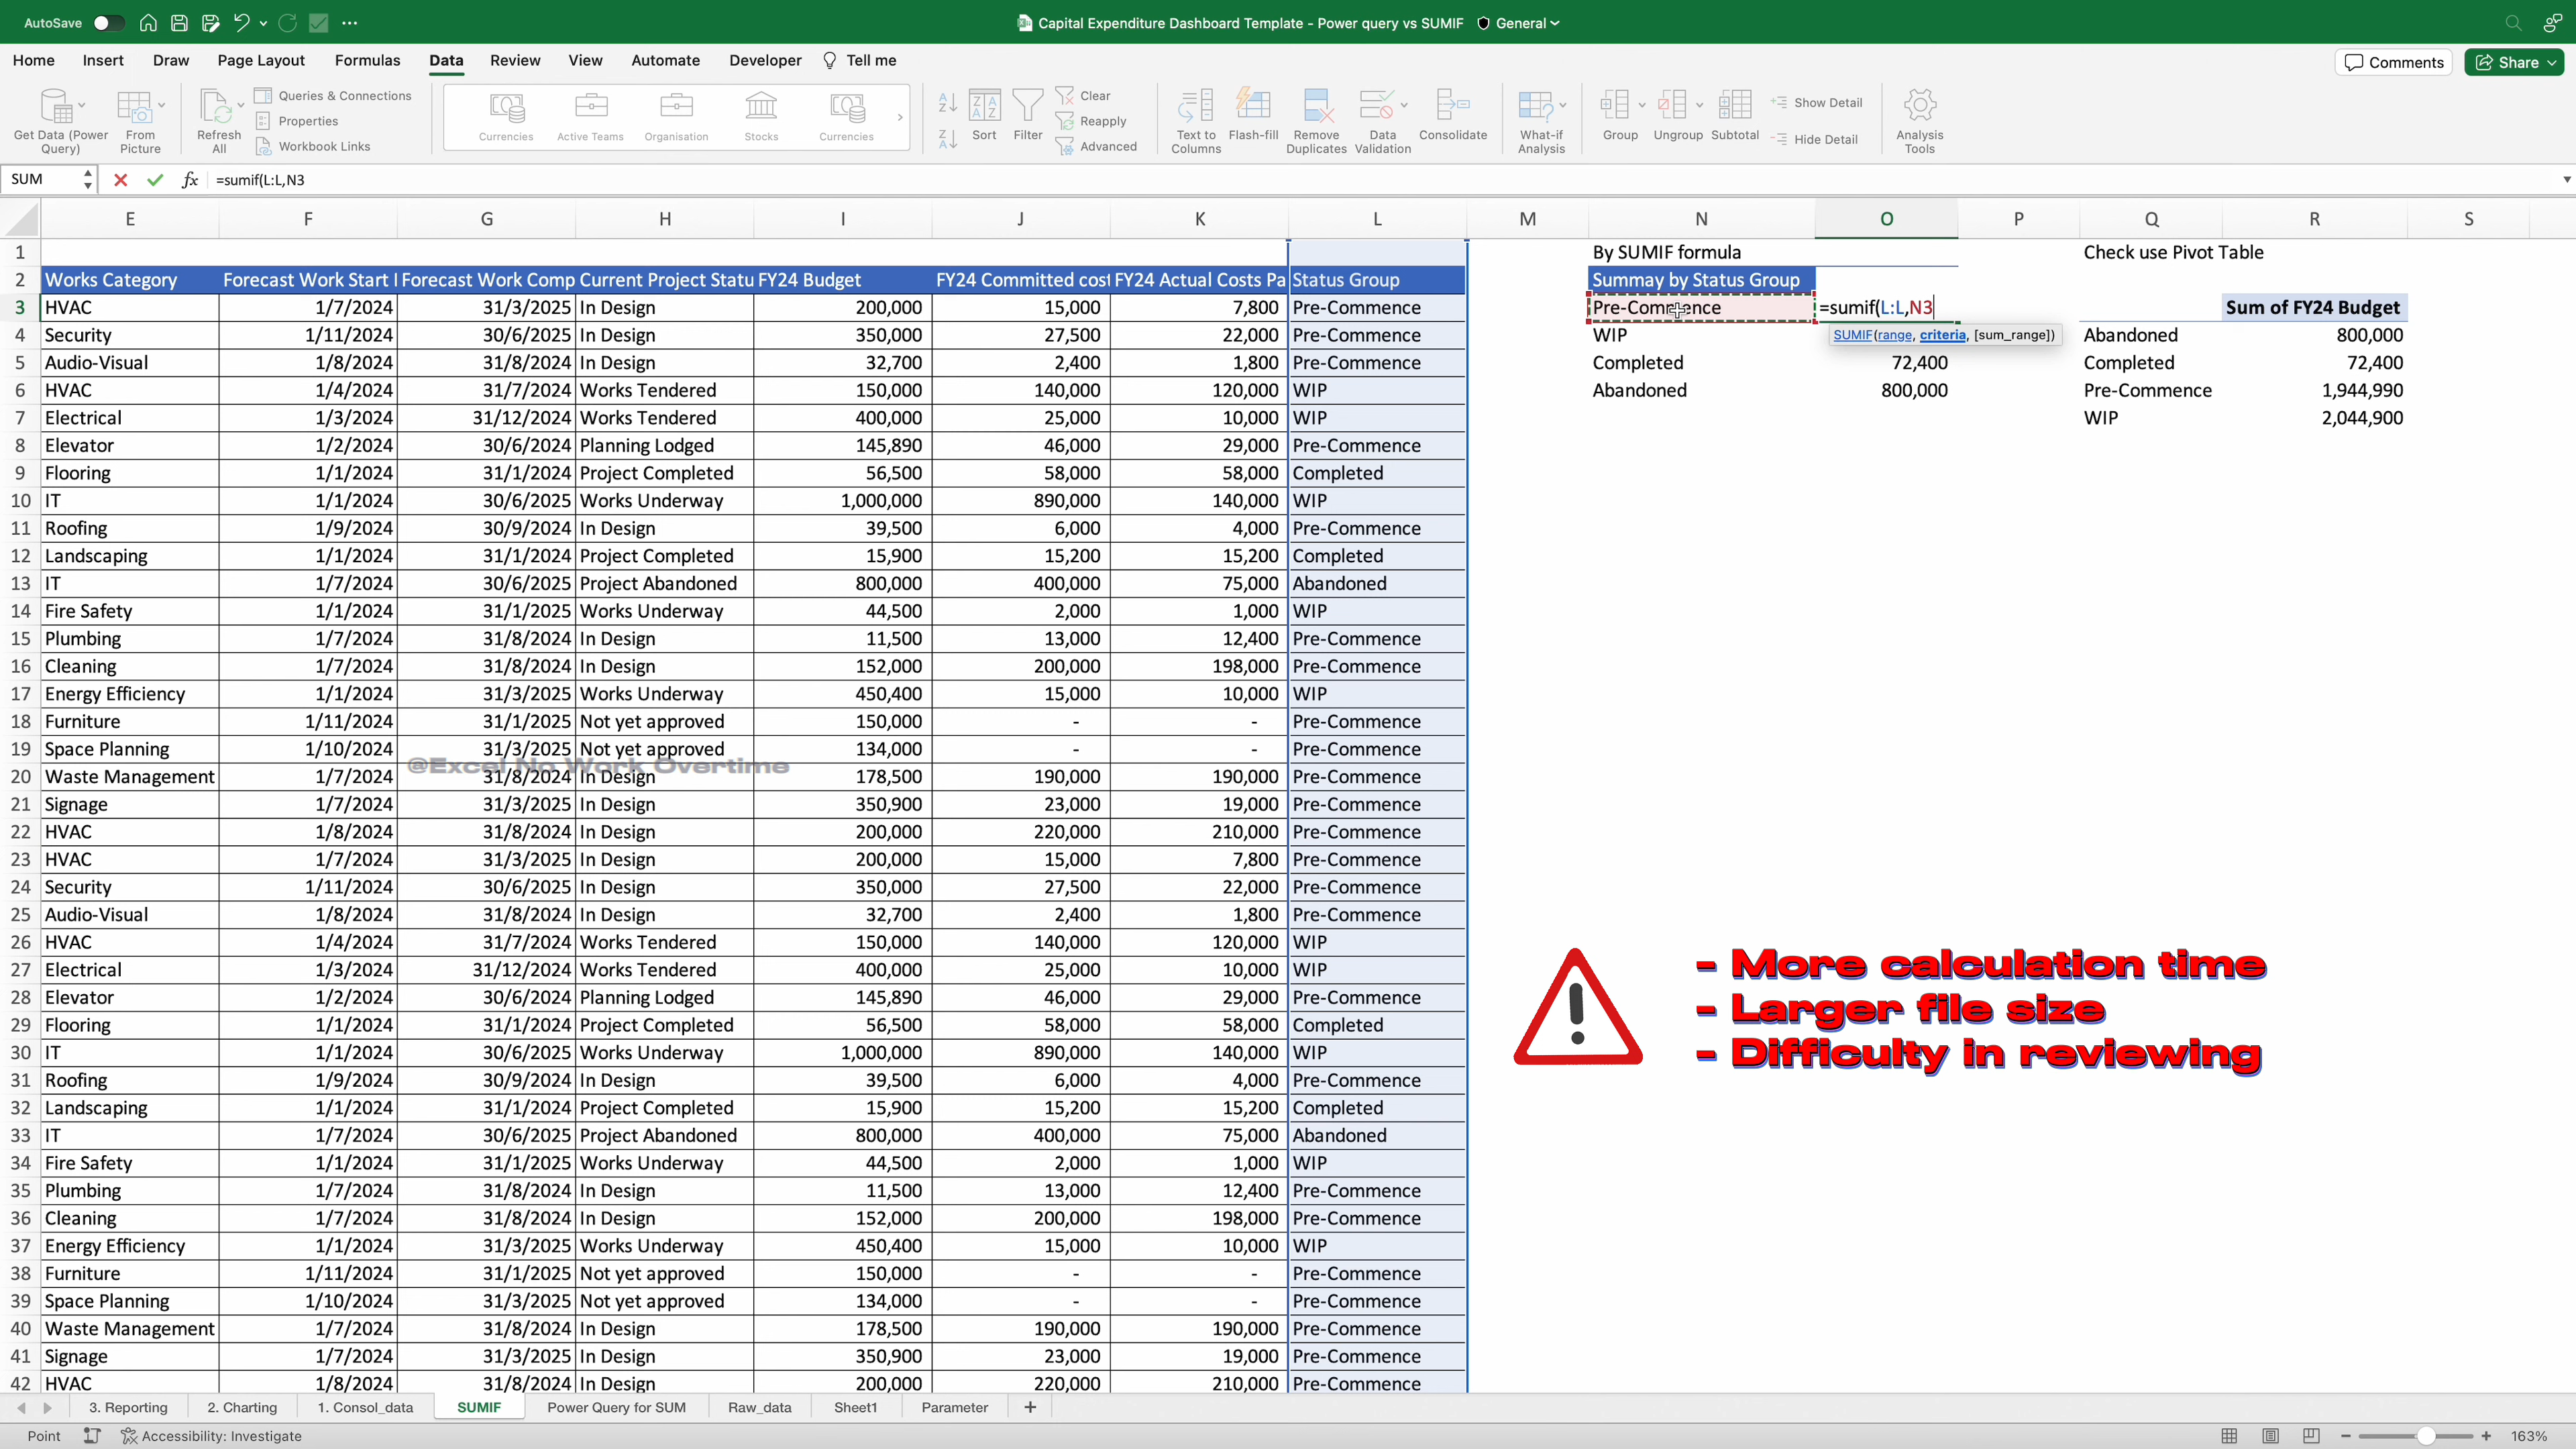 AutoSave Capital Expenditure Dashboard Template - Power query vs SUMIF General
Home Insert Draw Page Layout Formulas Data Review View Automate Developer Tell me Comments Share
Get Data (Power Query) From Picture Refresh All Queries & Connections Properties Workbook Links Currencies Active Teams Organisation Stocks Currencies Sort Filter Clear Reapply Advanced Text to Columns Flash-fill Remove Duplicates Data Validation Consolidate What-if Analysis Group Ungroup Subtotal Show Detail Hide Detail Analysis Tools
SUM fx =sumif(L:L,N3
E F G H I J K L M N O P Q R S
1 By SUMIF formula Check use Pivot Table
2 Works Category Forecast Work Start Forecast Work Comp Current Project Statu FY24 Budget FY24 Committed cost FY24 Actual Costs Pa Status Group Summay by Status Group
3 HVAC 1/7/2024 31/3/2025 In Design 200,000 15,000 7,800 Pre-Commence Pre-Commence =sumif(L:L,N3 Sum of FY24 Budget
4 Security 1/11/2024 30/6/2025 In Design 350,000 27,500 22,000 Pre-Commence WIP SUMIF(range, criteria, [sum_range]) Abandoned 800,000
5 Audio-Visual 1/8/2024 31/8/2024 In Design 32,700 2,400 1,800 Pre-Commence Completed 72,400 Completed 72,400
6 HVAC 1/4/2024 31/7/2024 Works Tendered 150,000 140,000 120,000 WIP Abandoned 800,000 Pre-Commence 1,944,990
7 Electrical 1/3/2024 31/12/2024 Works Tendered 400,000 25,000 10,000 WIP WIP 2,044,900
8 Elevator 1/2/2024 30/6/2024 Planning Lodged 145,890 46,000 29,000 Pre-Commence
9 Flooring 1/1/2024 31/1/2024 Project Completed 56,500 58,000 58,000 Completed
10 IT 1/1/2024 30/6/2025 Works Underway 1,000,000 890,000 140,000 WIP
11 Roofing 1/9/2024 30/9/2024 In Design 39,500 6,000 4,000 Pre-Commence
12 Landscaping 1/1/2024 31/1/2024 Project Completed 15,900 15,200 15,200 Completed
13 IT 1/7/2024 30/6/2025 Project Abandoned 800,000 400,000 75,000 Abandoned
14 Fire Safety 1/1/2024 31/1/2025 Works Underway 44,500 2,000 1,000 WIP
15 Plumbing 1/7/2024 31/8/2024 In Design 11,500 13,000 12,400 Pre-Commence
16 Cleaning 1/7/2024 31/8/2024 In Design 152,000 200,000 198,000 Pre-Commence
17 Energy Efficiency 1/1/2024 31/3/2025 Works Underway 450,400 15,000 10,000 WIP
18 Furniture 1/11/2024 31/1/2025 Not yet approved 150,000 - - Pre-Commence
19 Space Planning 1/10/2024 31/3/2025 Not yet approved 134,000 - - Pre-Commence
@Excel No Work Overtime
20 Waste Management 1/7/2024 31/8/2024 In Design 178,500 190,000 190,000 Pre-Commence
21 Signage 1/7/2024 31/3/2025 In Design 350,900 23,000 19,000 Pre-Commence
22 HVAC 1/8/2024 31/8/2024 In Design 200,000 220,000 210,000 Pre-Commence
23 HVAC 1/7/2024 31/3/2025 In Design 200,000 15,000 7,800 Pre-Commence
24 Security 1/11/2024 30/6/2025 In Design 350,000 27,500 22,000 Pre-Commence
25 Audio-Visual 1/8/2024 31/8/2024 In Design 32,700 2,400 1,800 Pre-Commence
26 HVAC 1/4/2024 31/7/2024 Works Tendered 150,000 140,000 120,000 WIP
27 Electrical 1/3/2024 31/12/2024 Works Tendered 400,000 25,000 10,000 WIP
28 Elevator 1/2/2024 30/6/2024 Planning Lodged 145,890 46,000 29,000 Pre-Commence
29 Flooring 1/1/2024 31/1/2024 Project Completed 56,500 58,000 58,000 Completed
30 IT 1/1/2024 30/6/2025 Works Underway 1,000,000 890,000 140,000 WIP
31 Roofing 1/9/2024 30/9/2024 In Design 39,500 6,000 4,000 Pre-Commence
32 Landscaping 1/1/2024 31/1/2024 Project Completed 15,900 15,200 15,200 Completed
33 IT 1/7/2024 30/6/2025 Project Abandoned 800,000 400,000 75,000 Abandoned
34 Fire Safety 1/1/2024 31/1/2025 Works Underway 44,500 2,000 1,000 WIP
35 Plumbing 1/7/2024 31/8/2024 In Design 11,500 13,000 12,400 Pre-Commence
36 Cleaning 1/7/2024 31/8/2024 In Design 152,000 200,000 198,000 Pre-Commence
37 Energy Efficiency 1/1/2024 31/3/2025 Works Underway 450,400 15,000 10,000 WIP
38 Furniture 1/11/2024 31/1/2025 Not yet approved 150,000 - - Pre-Commence
39 Space Planning 1/10/2024 31/3/2025 Not yet approved 134,000 - - Pre-Commence
40 Waste Management 1/7/2024 31/8/2024 In Design 178,500 190,000 190,000 Pre-Commence
41 Signage 1/7/2024 31/3/2025 In Design 350,900 23,000 19,000 Pre-Commence
42 HVAC 1/8/2024 31/8/2024 In Design 200,000 220,000 210,000 Pre-Commence
- More calculation time
- Larger file size
- Difficulty in reviewing
3. Reporting 2. Charting 1. Consol_data SUMIF Power Query for SUM Raw_data Sheet1 Parameter +
Point Accessibility: Investigate 163%